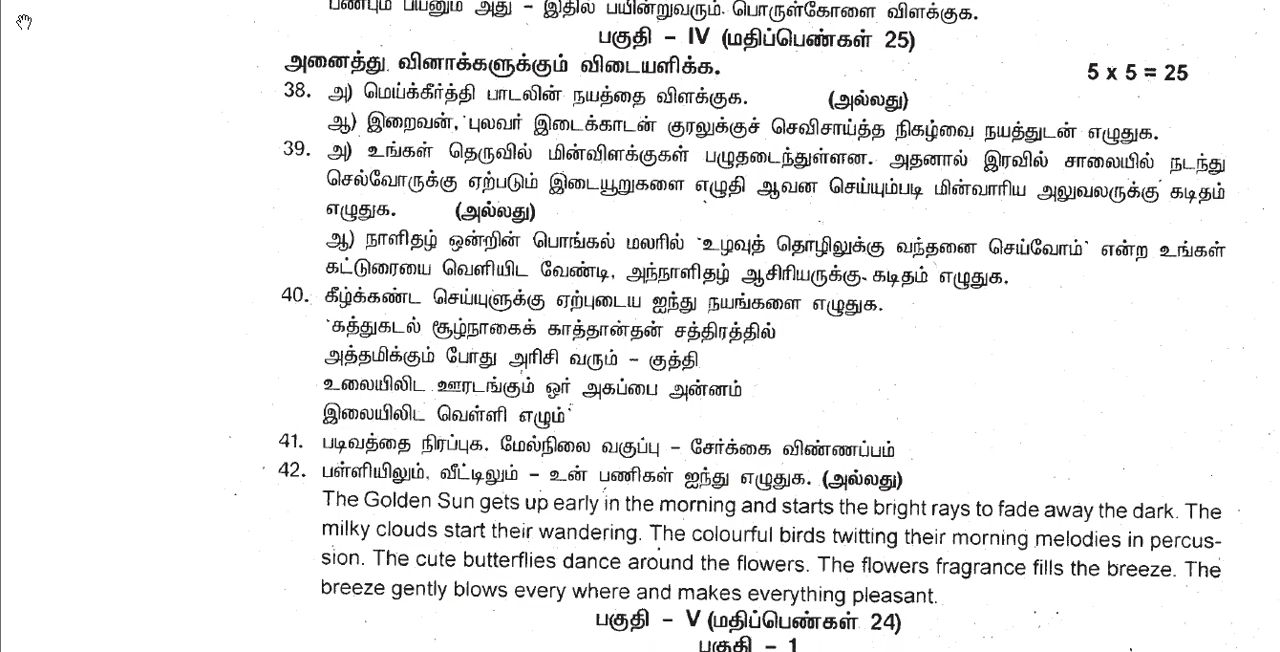 பண்பும் பயனும் அது – இதில் பயின்றுவரும். பொருள்கோளை விளக்குக.
பகுதி – IV (மதிப்பெண்கள் 25)
அனைத்து வினாக்களுக்கும் விடையளிக்க. 5 x 5 = 25
38. அ) மெய்க்கீர்த்தி பாடலின் நயத்தை விளக்குக. (அல்லது)
ஆ) இறைவன், புலவர் இடைக்காடன் குரலுக்குச் செவிசாய்த்த நிகழ்வை நயத்துடன் எழுதுக.
39. அ) உங்கள் தெருவில் மின்விளக்குகள் பழுதடைந்துள்ளன. அதனால் இரவில் சாலையில் நடந்து
செல்வோருக்கு ஏற்படும் இடையூறுகளை எழுதி ஆவன செய்யும்படி மின்வாரிய அலுவலருக்கு கடிதம்
எழுதுக. (அல்லது)
ஆ) நாளிதழ் ஒன்றின் பொங்கல் மலரில் 'உழவுத் தொழிலுக்கு வந்தனை செய்வோம்' என்ற உங்கள்
கட்டுரையை வெளியிட வேண்டி, அந்நாளிதழ் ஆசிரியருக்கு கடிதம் எழுதுக.
40. கீழ்க்கண்ட செய்யுளுக்கு ஏற்புடைய ஐந்து நயங்களை எழுதுக.
'கத்துகடல் சூழ்நாகைக் காத்தான்தன் சத்திரத்தில்
அத்தமிக்கும் போது அரிசி வரும் – குத்தி
உலையிலிட ஊரடங்கும் ஓர் அகப்பை அன்னம்
இலையிலிட வெள்ளி எழும்'
41. படிவத்தை நிரப்புக. மேல்நிலை வகுப்பு – சேர்க்கை விண்ணப்பம்
42. பள்ளியிலும், வீட்டிலும் – உன் பணிகள் ஐந்து எழுதுக. (அல்லது)
The Golden Sun gets up early in the morning and starts the bright rays to fade away the dark. The
milky clouds start their wandering. The colourful birds twitting their morning melodies in percus-
sion. The cute butterflies dance around the flowers. The flowers fragrance fills the breeze. The
breeze gently blows every where and makes everything pleasant.
பகுதி – V (மதிப்பெண்கள் 24)
பகுதி – 1